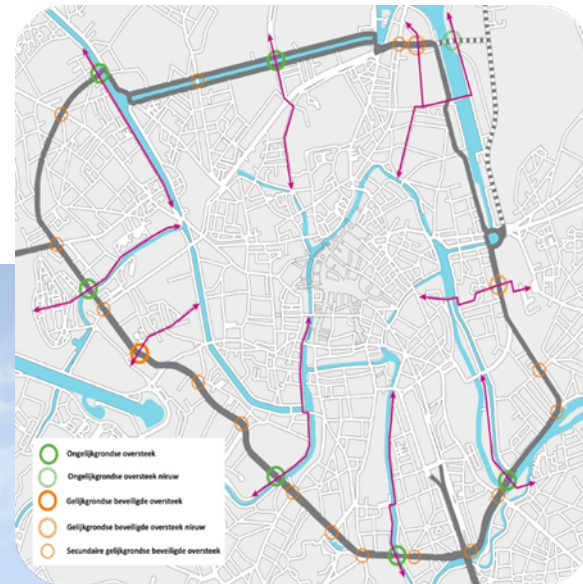 Ongelijkgrondse oversteek
Ongelijkgrondse oversteek nieuw
Gelijkgrondse beveiligde oversteek
Gelijkgrondse beveiligde oversteek nieuw
Secundaire gelijkgrondse beveiligde oversteek